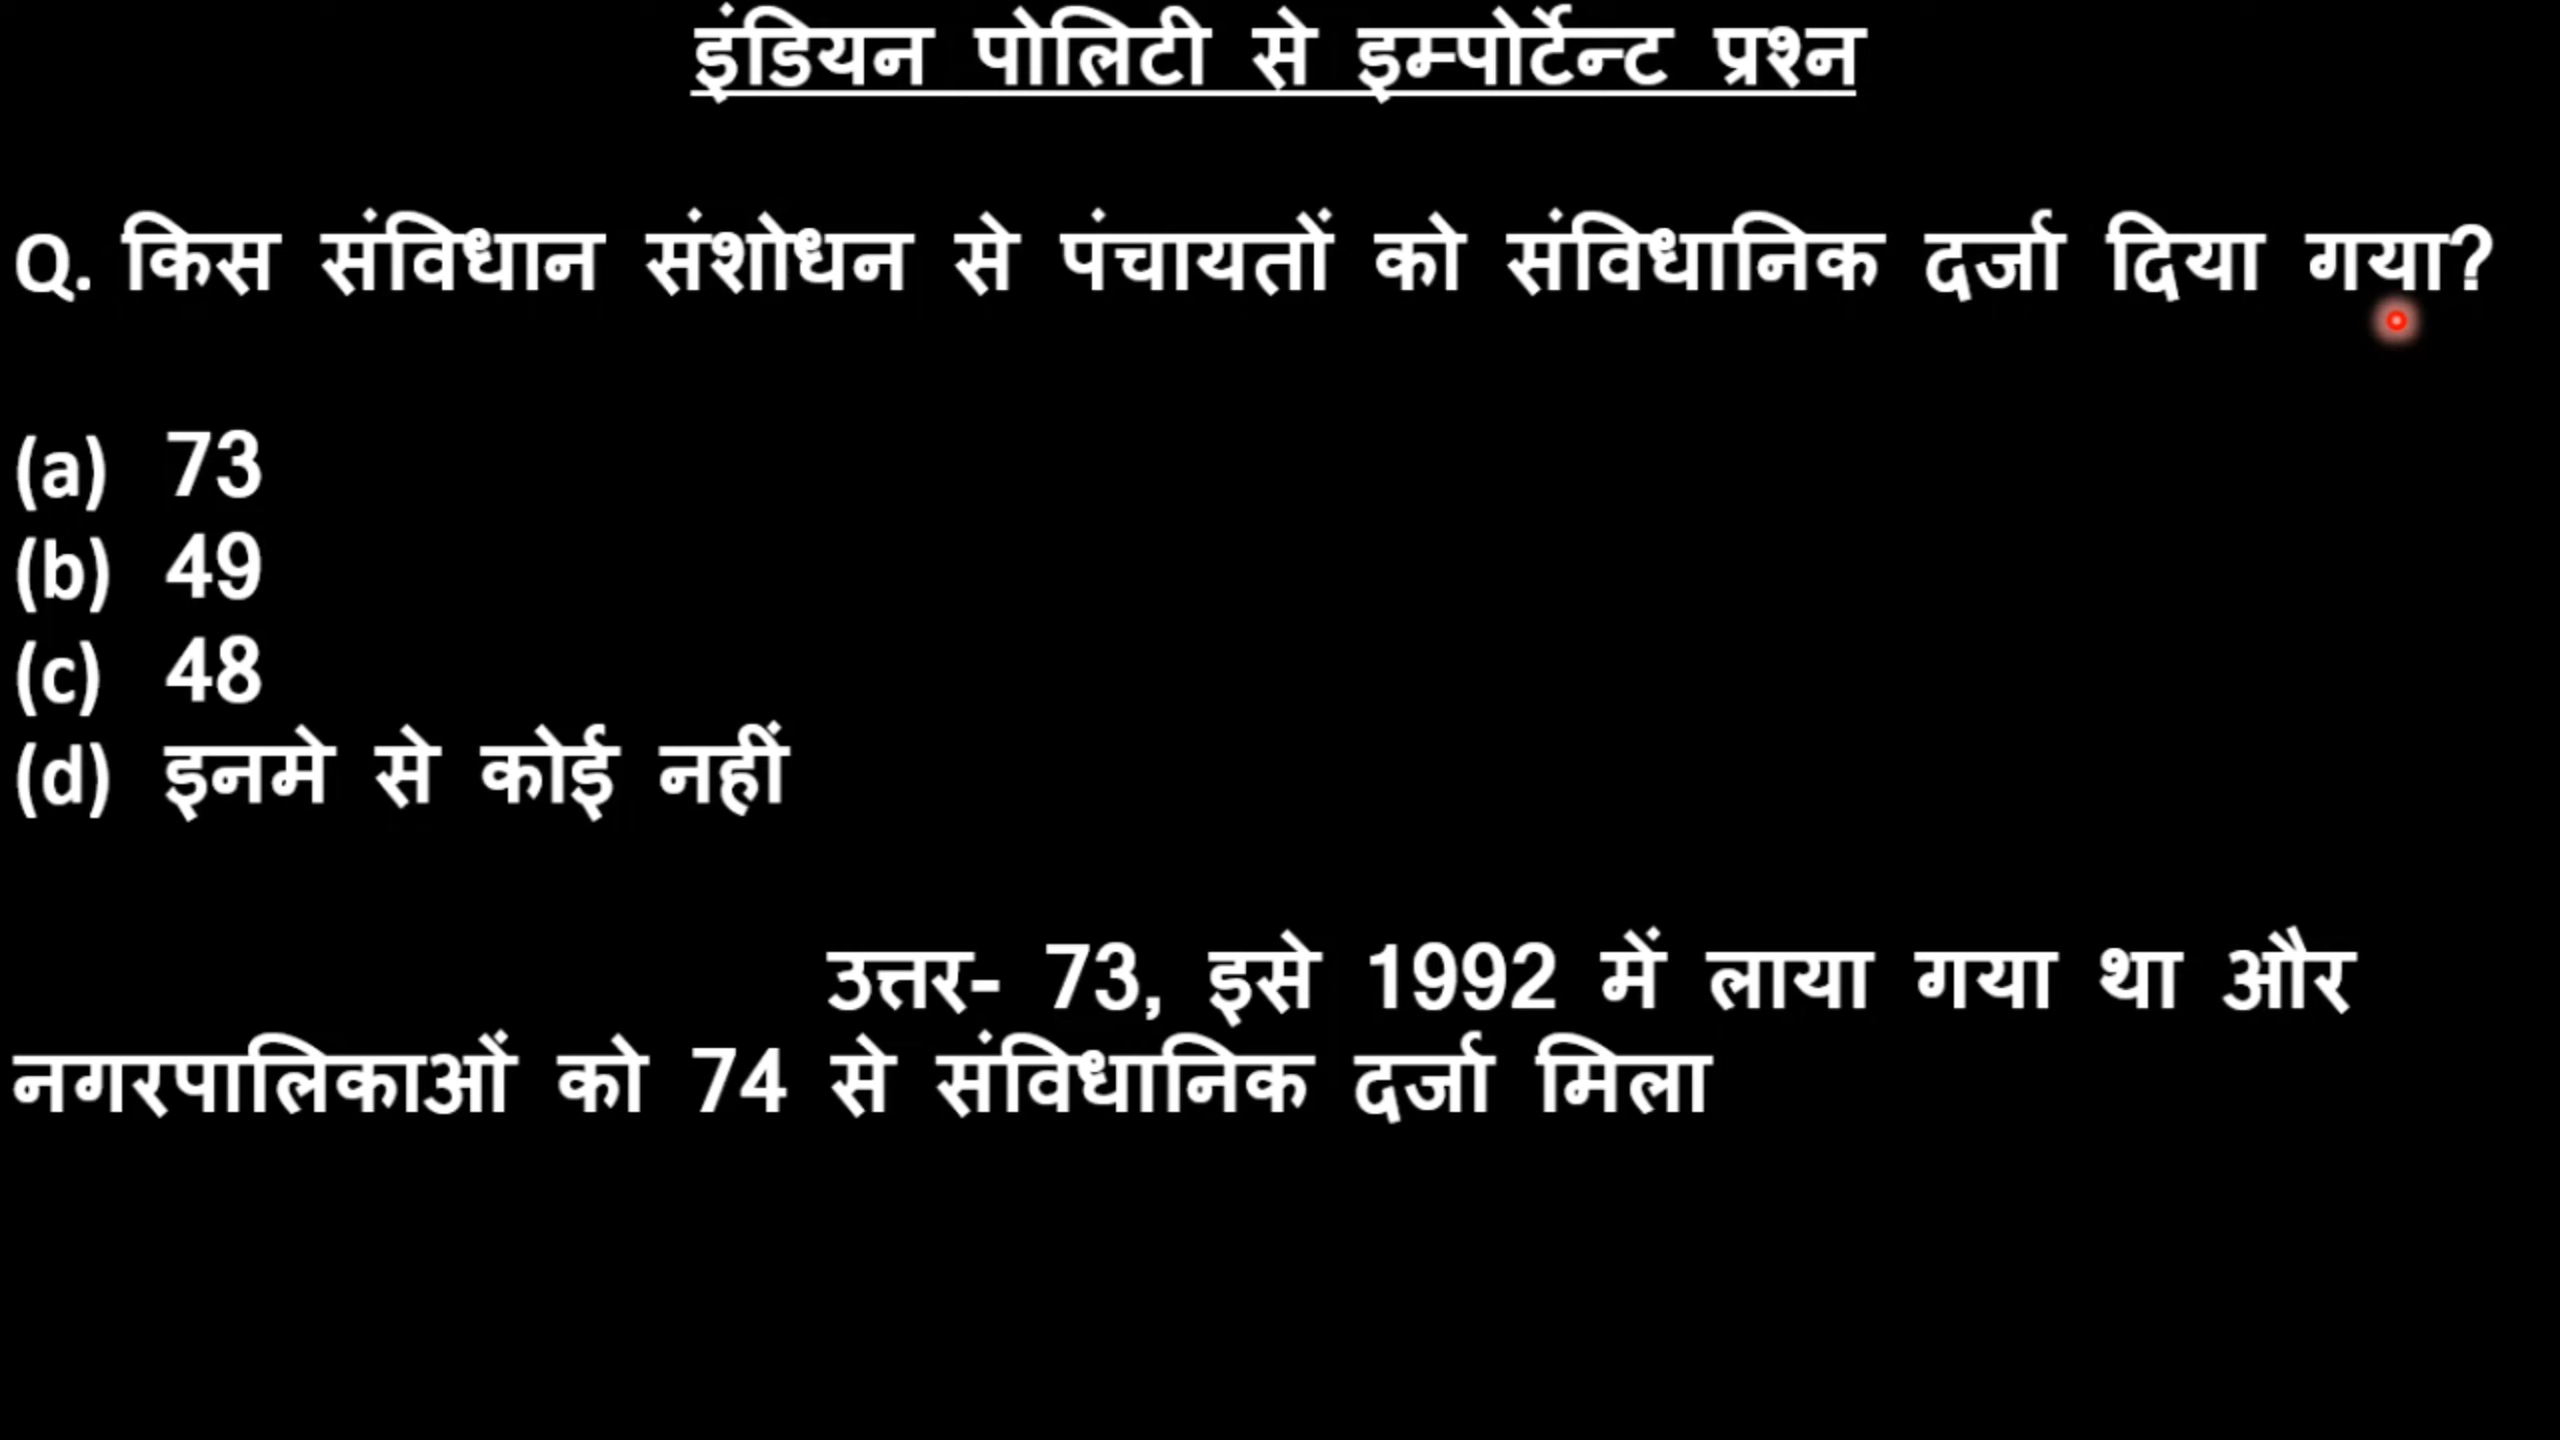 इंडियन पोलिटी से इम्पोर्टेन्ट प्रश्न
Q. किस संविधान संशोधन से पंचायतों को संविधानिक दर्जा दिया गया?
(a) 73
(b) 49
(c) 48
(d) इनमे से कोई नहीं
उत्तर- 73, इसे 1992 में लाया गया था और
नगरपालिकाओं को 74 से संविधानिक दर्जा मिला